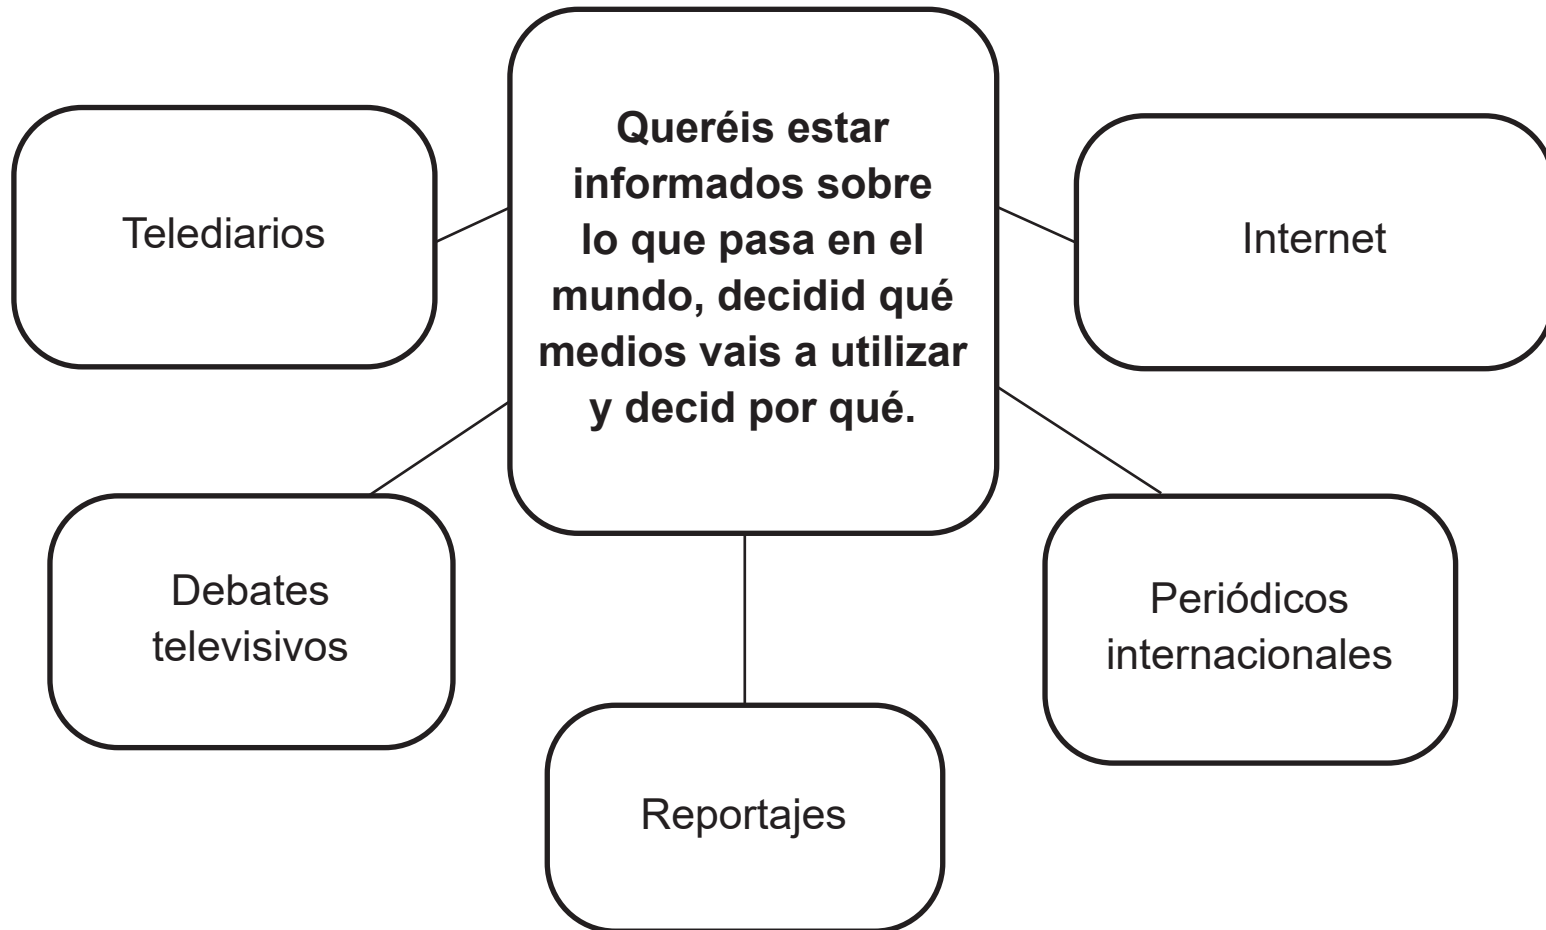 Queréis estar
informados sobre
lo que pasa en el
mundo, decidid qué
medios vais a utilizar
y decid por qué.
Telediarios
Internet
Debates
televisivos
Periódicos
internacionales
Reportajes